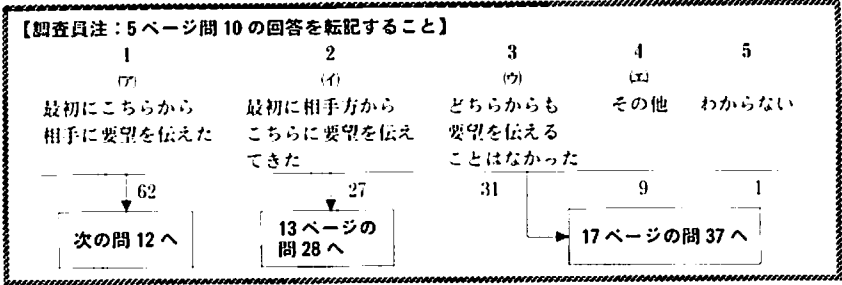 【調査員注：5ページ問10の回答を転記すること】
1 2 3 4 5
(ア) (イ) (ウ) (エ)
最初にこちらから 最初に相手方から どちらからも その他 わからない
相手に要望を伝えた こちらに要望を伝え 要望を伝える
てきた ことはなかった
62 27 31 9 1
次の問12へ 13ページの 17ページの問37へ
問28へ